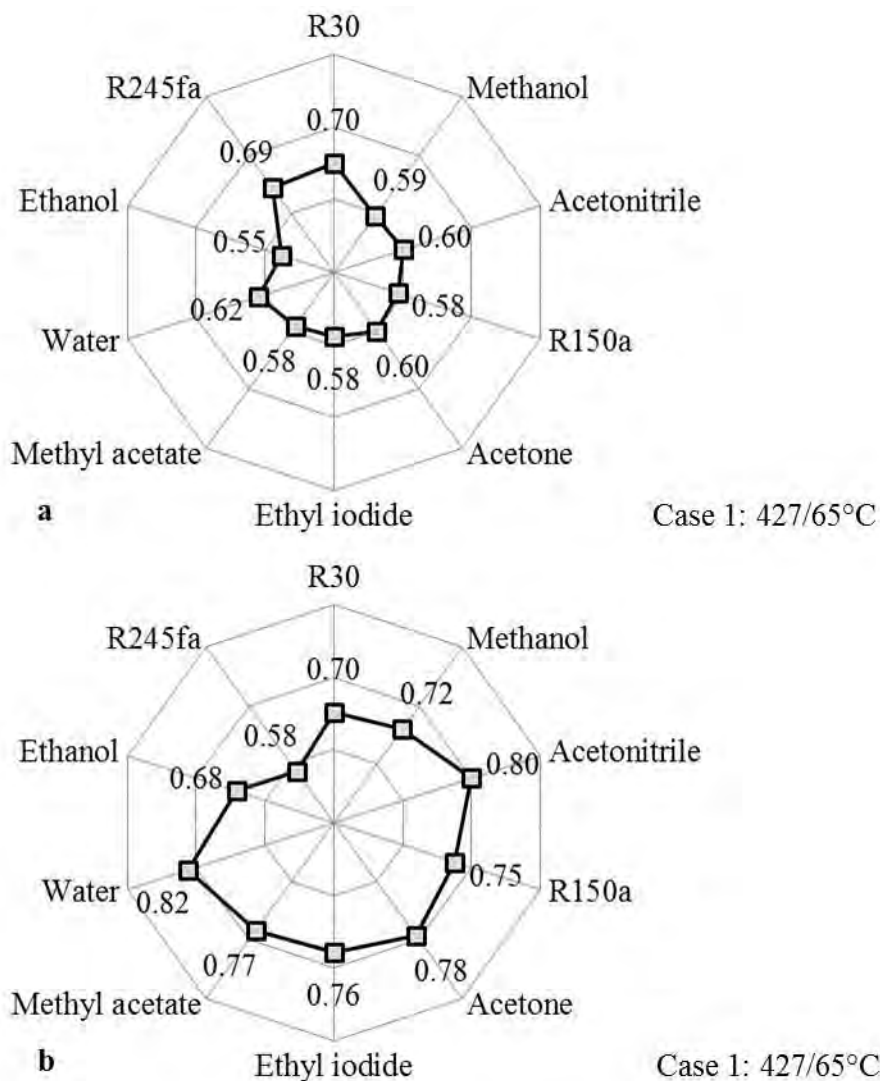 R30
R245fa
Methanol
0.70
0.69
0.59
Ethanol
Acetonitrile
0.55
0.60
0.62
0.58
Water
R150a
0.58
0.58
0.60
Methyl acetate
Acetone
Ethyl iodide
a
Case 1: 427/65°C
R30
R245fa
Methanol
0.70
0.72
0.58
Ethanol
Acetonitrile
0.68
0.80
Water
0.75
R150a
0.82
0.77
0.76
0.78
Methyl acetate
Acetone
Ethyl iodide
b
Case 1: 427/65°C